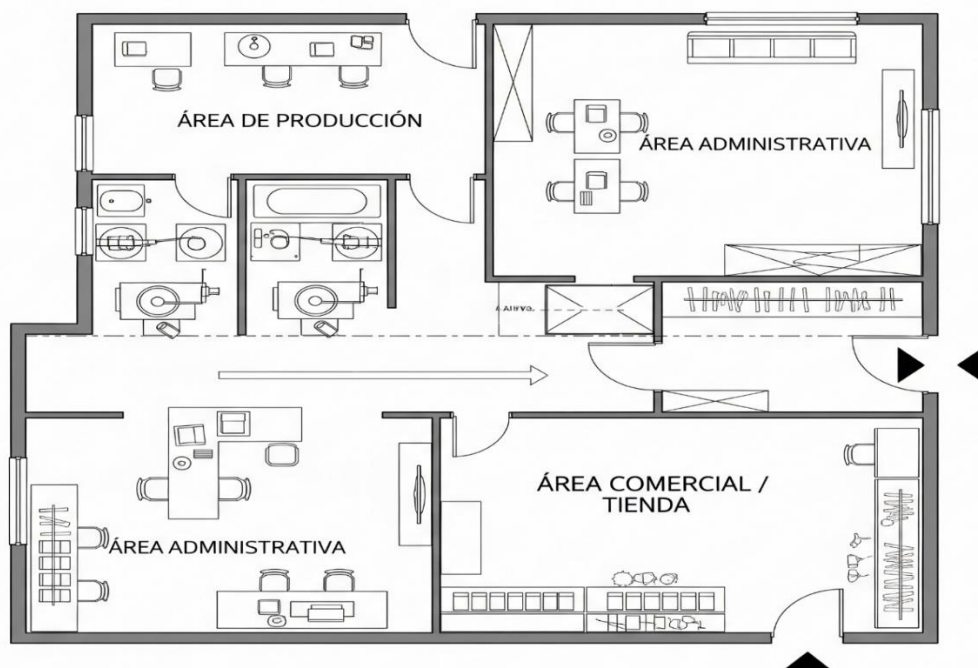 ÁREA DE PRODUCCIÓN
ÁREA ADMINISTRATIVA
ÁREA COMERCIAL /
TIENDA
ÁREA ADMINISTRATIVA